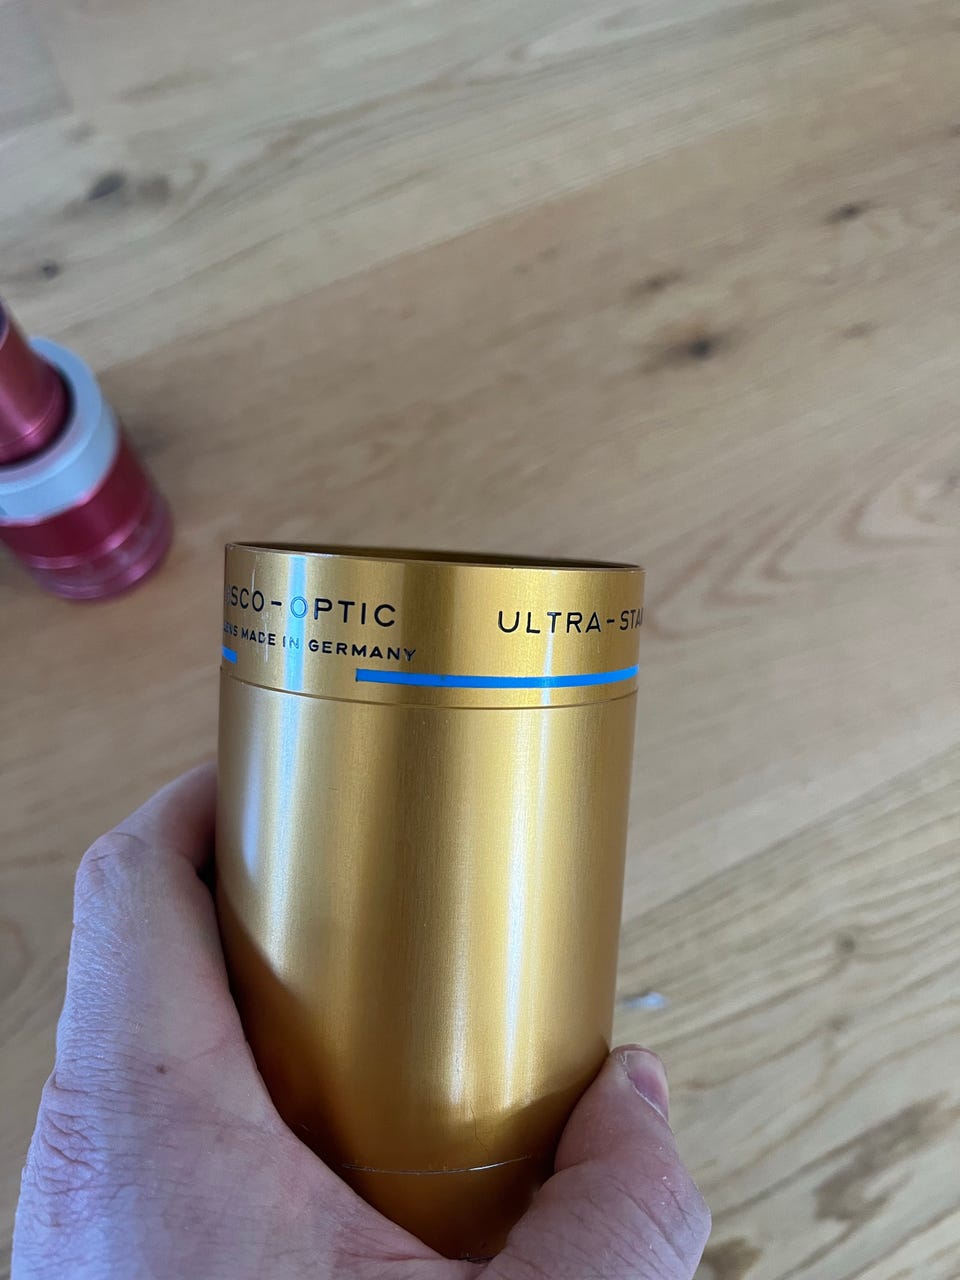 SCO-OPTIC
LENS MADE IN GERMANY
ULTRA-STA